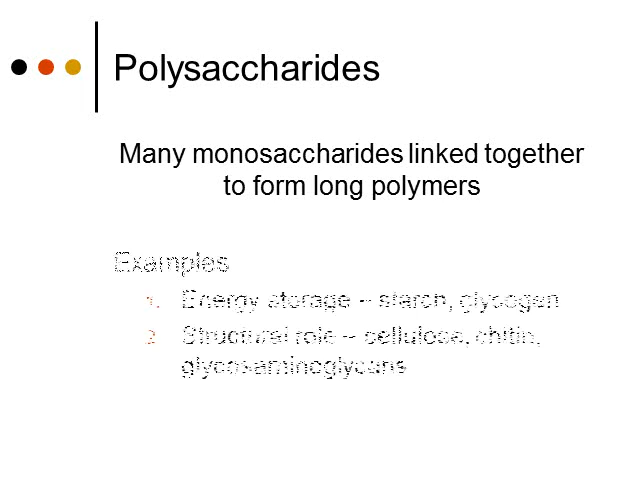 Polysaccharides
Many monosaccharides linked together
to form long polymers
Examples
1. Energy storage – starch, glycogen
2. Structural role – cellulose, chitin,
glycosaminoglycans